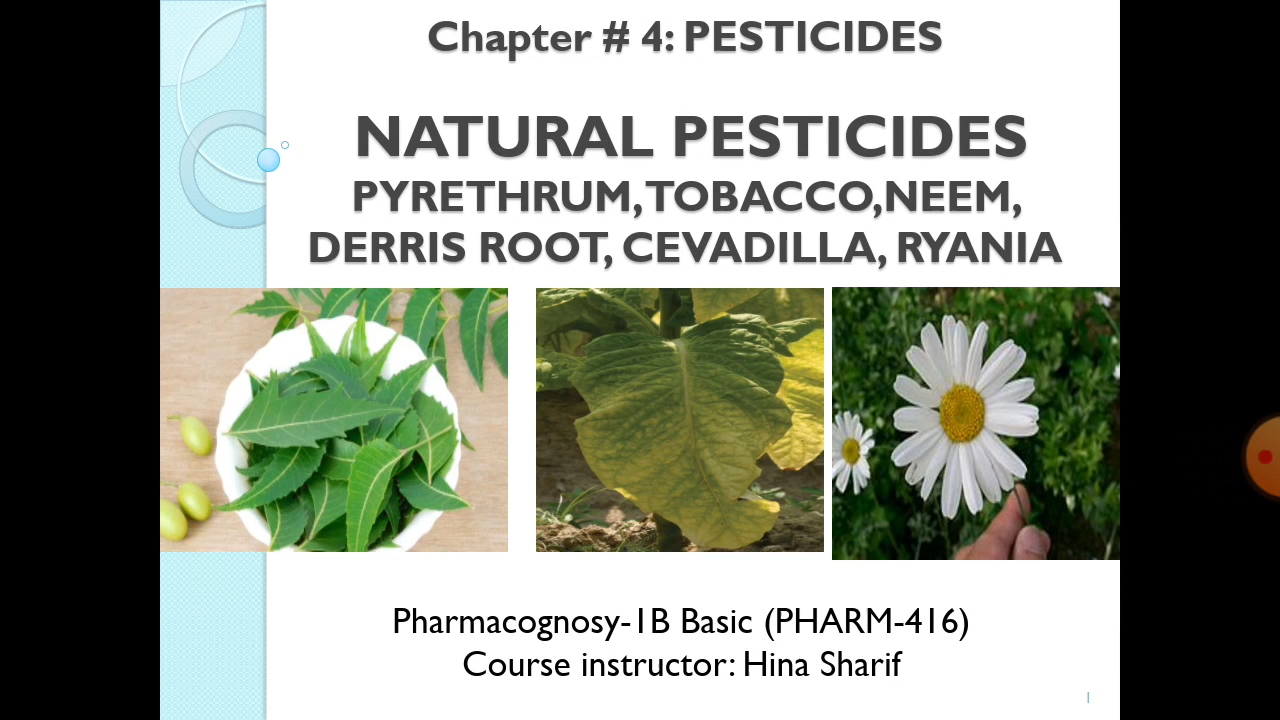 Chapter # 4: PESTICIDES
NATURAL PESTICIDES
PYRETHRUM,TOBACCO,NEEM,
DERRIS ROOT, CEVADILLA, RYANIA
Pharmacognosy-1B Basic (PHARM-416)
Course instructor: Hina Sharif
1